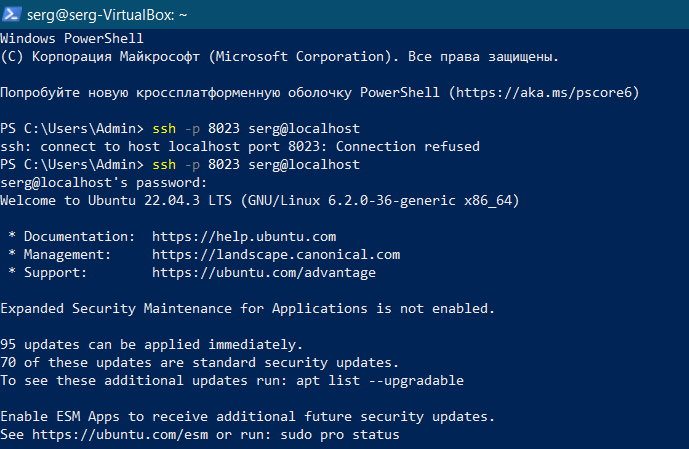 serg@serg-VirtualBox: ~
Windows PowerShell
(C) Корпорация Майкрософт (Microsoft Corporation). Все права защищены.
Попробуйте новую кроссплатформенную оболочку PowerShell (https://aka.ms/pscore6)
PS C:\Users\Admin> ssh -p 8023 serg@localhost
ssh: connect to host localhost port 8023: Connection refused
PS C:\Users\Admin> ssh -p 8023 serg@localhost
serg@localhost's password:
Welcome to Ubuntu 22.04.3 LTS (GNU/Linux 6.2.0-36-generic x86_64)
* Documentation:  https://help.ubuntu.com
* Management:     https://landscape.canonical.com
* Support:        https://ubuntu.com/advantage
Expanded Security Maintenance for Applications is not enabled.
95 updates can be applied immediately.
70 of these updates are standard security updates.
To see these additional updates run: apt list --upgradable
Enable ESM Apps to receive additional future security updates.
See https://ubuntu.com/esm or run: sudo pro status